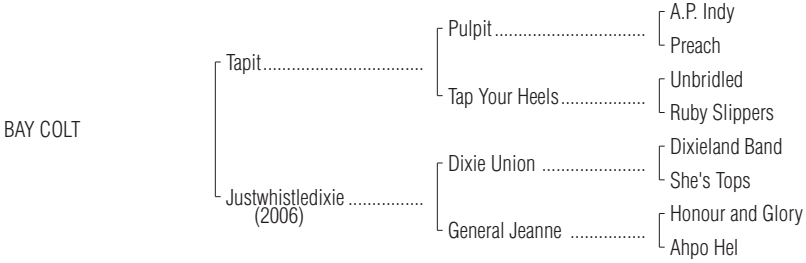 A.P. Indy
Pulpit................................
Preach
Tapit..................................
Unbridled
Tap Your Heels..................
Ruby Slippers
BAY COLT
Dixieland Band
Dixie Union ......................
She's Tops
Justwhistledixie ................
(2006)
Honour and Glory
General Jeanne ................
Ahpo Hel